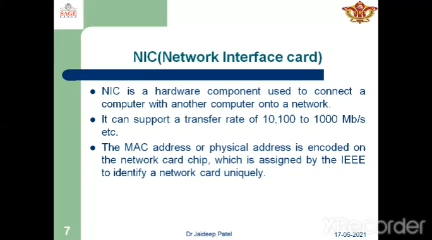 SAGE
NIC(Network Interface card)
NIC is a hardware component used to connect a
computer with another computer onto a network.
It can support a transfer rate of 10,100 to 1000 Mb/s
etc.
The MAC address or physical address is encoded on
the network card chip, which is assigned by the IEEE
to identify a network card uniquely.
7
Dr Jaideep Patel
17-05-2021